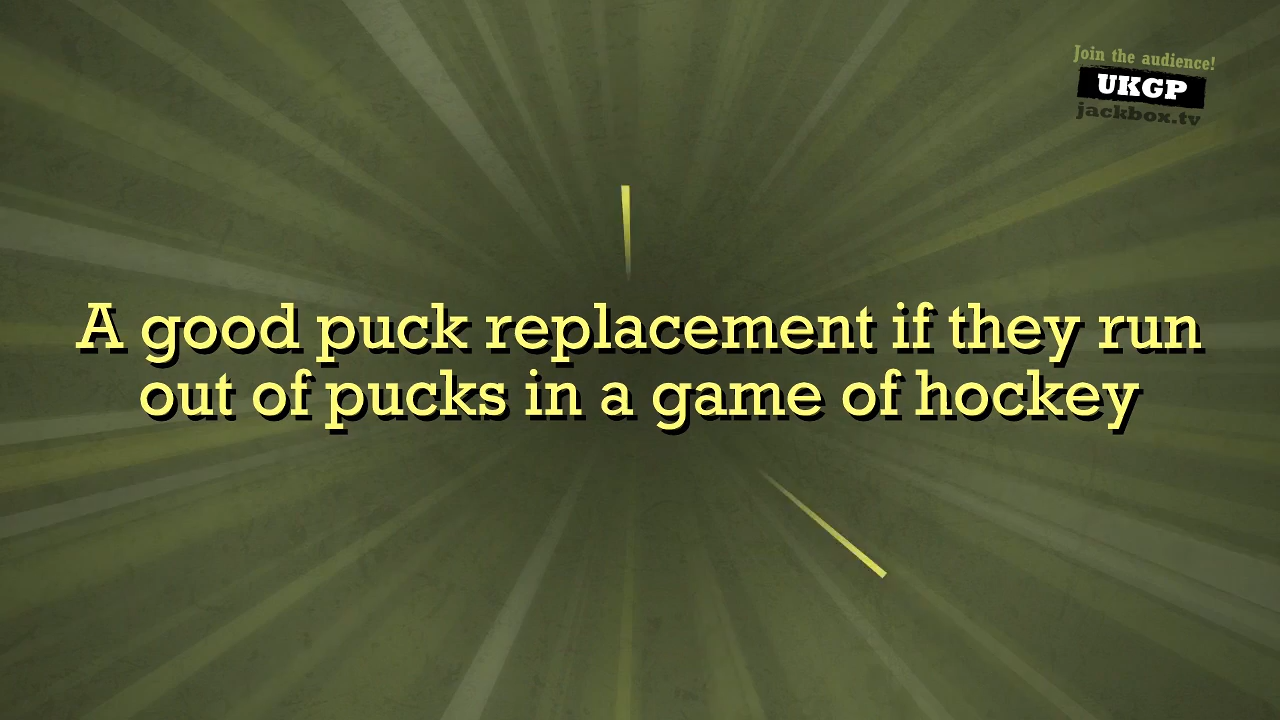 Join the audience!
UKGP
jackbox.tv
A good puck replacement if they run
out of pucks in a game of hockey